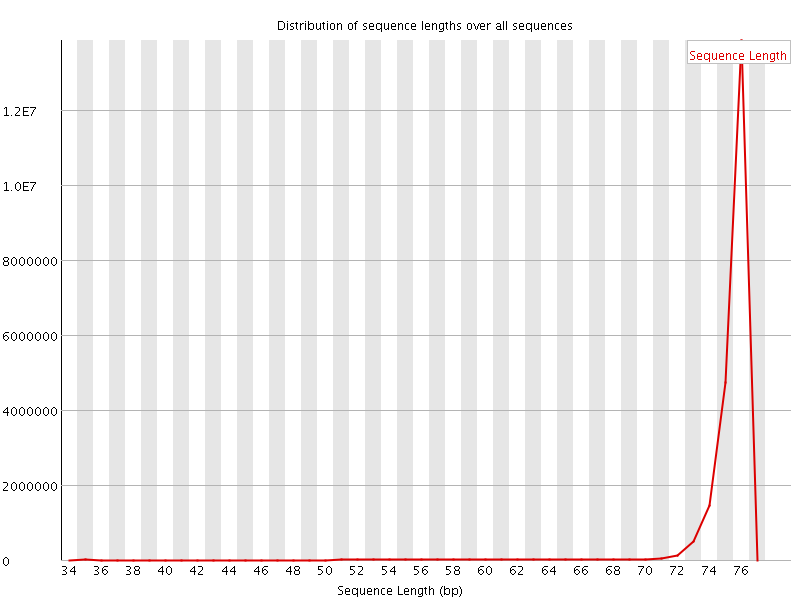 Distribution of sequence lengths over all sequences
Sequence Length
1.2E7
1.0E7
8000000
6000000
4000000
2000000
0
34 36 38 40 42 44 46 48 50 52 54 56 58 60 62 64 66 68 70 72 74 76
Sequence Length (bp)